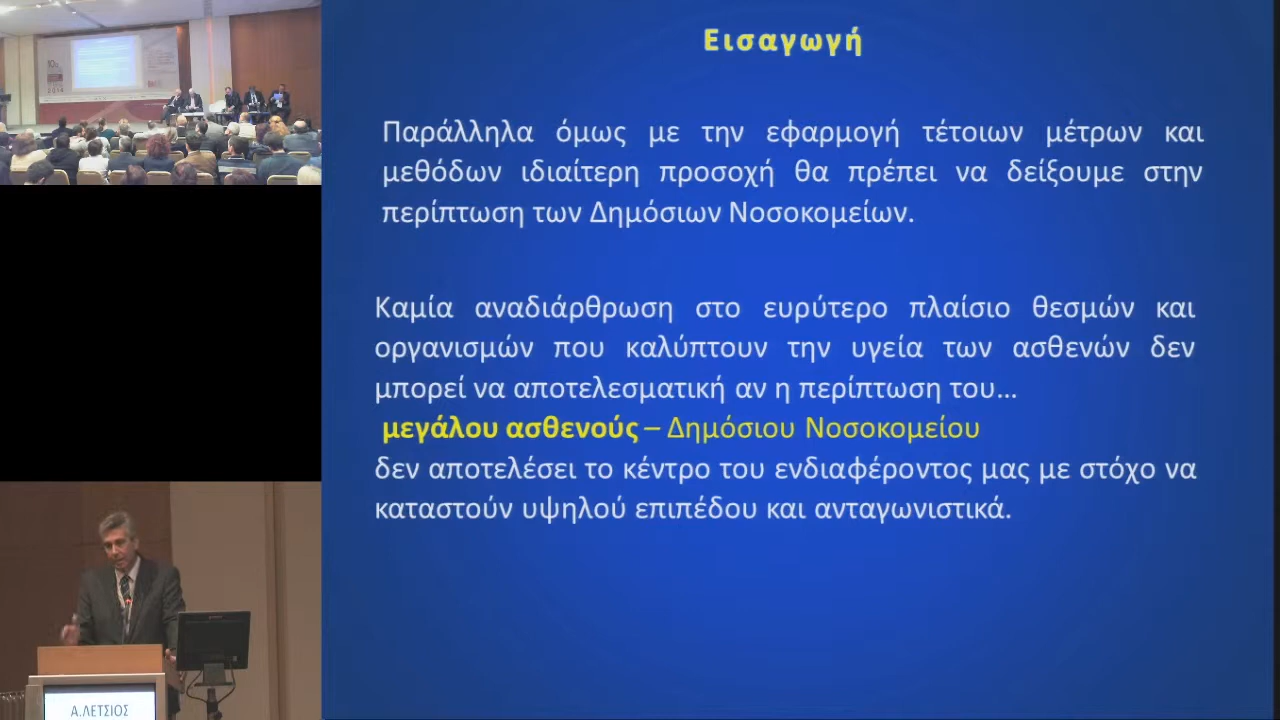 Εισαγωγή
Παράλληλα όμως με την εφαρμογή τέτοιων μέτρων και
μεθόδων ιδιαίτερη προσοχή θα πρέπει να δείξουμε στην
περίπτωση των Δημόσιων Νοσοκομείων.
Καμία αναδιάρθρωση στο ευρύτερο πλαίσιο θεσμών και
οργανισμών που καλύπτουν την υγεία των ασθενών δεν
μπορεί να αποτελεσματική αν η περίπτωση του...
μεγάλου ασθενούς – Δημόσιου Νοσοκομείου
δεν αποτελέσει το κέντρο του ενδιαφέροντος μας με στόχο να
καταστούν υψηλού επιπέδου και ανταγωνιστικά.
2014
Α.ΛΕΤΣΙΟΣ